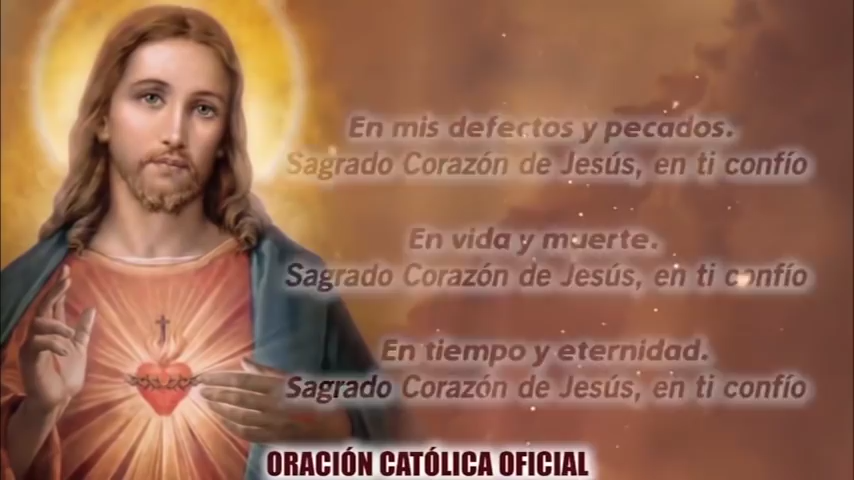 En mis defectos y pecados.
Sagrado Corazón de Jesús, en ti confío
En vida y muerte.
Sagrado Corazón de Jesús, en ti confío
En tiempo y eternidad.
Sagrado Corazón de Jesús, en ti confío
ORACIÓN CATÓLICA OFICIAL